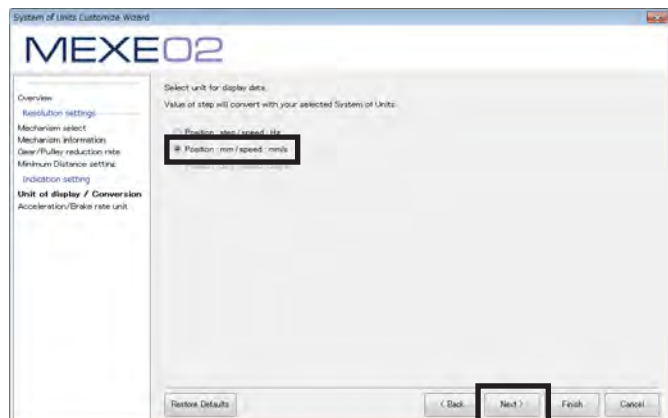 System of Units Customize Wizard
MEXE02
Overview
Resolution settings
Mechanism select
Mechanism information
Gear/Pulley reduction rate
Minimum Distance setting
Indication setting
Unit of display / Conversion
Acceleration/Brake rate unit
Select unit for display data.
Value of step will convert with your selected System of Units.
Position : step / speed : Hz
Position : mm / speed : mm/s
Restore Defaults
< Back
Next >
Finish
Cancel